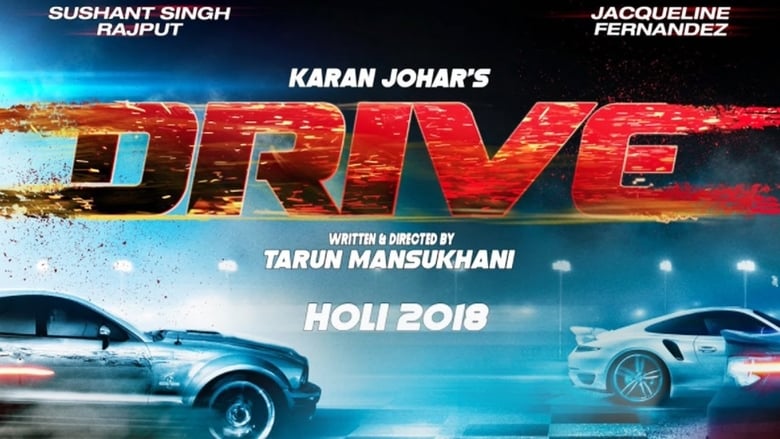 SUSHANT SINGH
RAJPUT
JACQUELINE
FERNANDEZ
KARAN JOHAR'S
DRIVE
WRITTEN & DIRECTED BY
TARUN MANSUKHANI
HOLI 2018